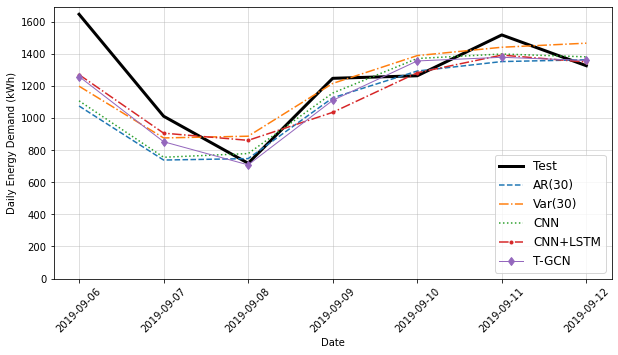 Daily Energy Demand (kWh)
1600
1400
1200
1000
800
600
400
200
0
Test
AR(30)
Var(30)
CNN
CNN+LSTM
T-GCN
2019-09-06
2019-09-07
2019-09-08
2019-09-09
2019-09-10
2019-09-11
2019-09-12
Date